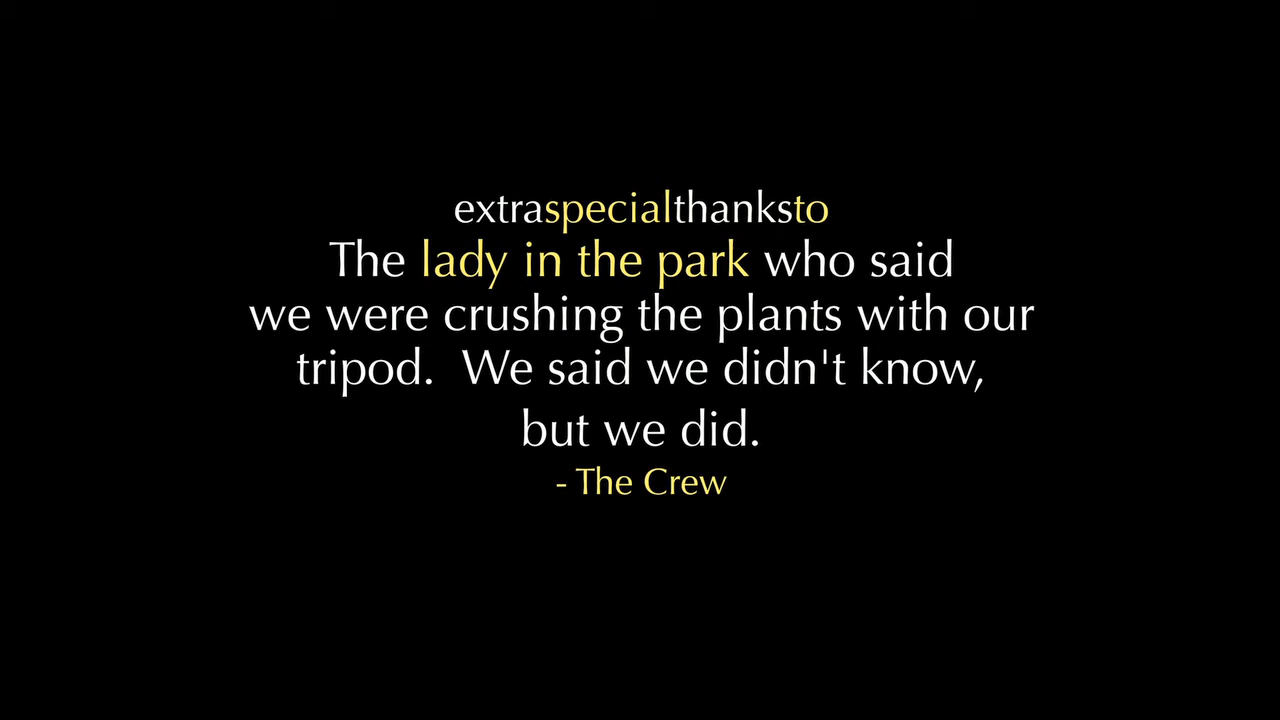 extraspecialthanksto
The lady in the park who said
we were crushing the plants with our
tripod.  We said we didn't know,
but we did.
- The Crew